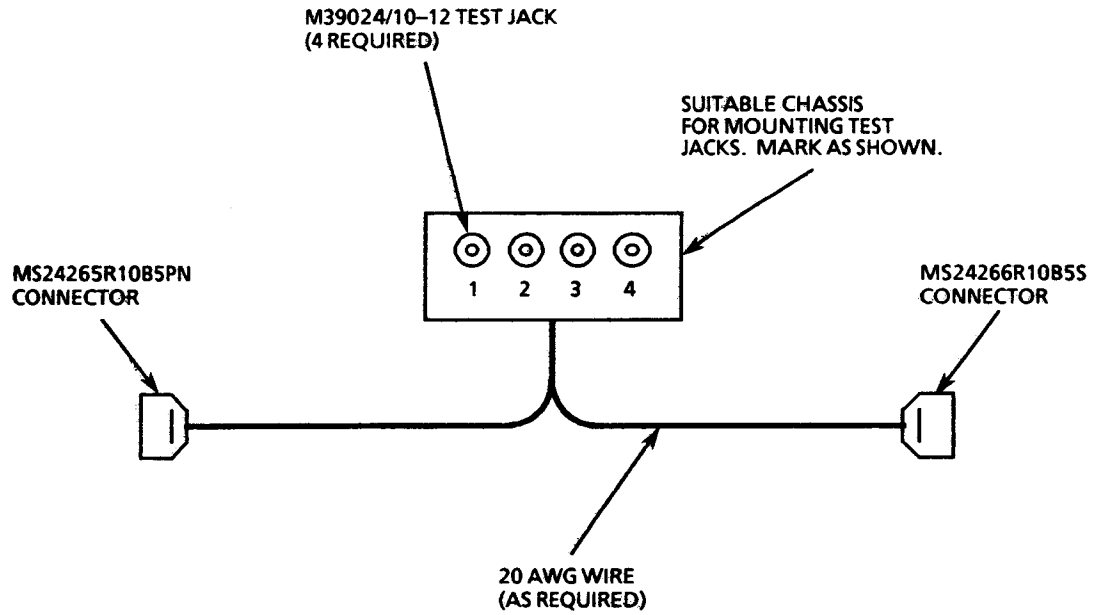 M39024/10–12 TEST JACK
(4 REQUIRED)
SUITABLE CHASSIS
FOR MOUNTING TEST
JACKS. MARK AS SHOWN.
MS24265R10B5PN
CONNECTOR
1 2 3 4
MS24266R10B5S
CONNECTOR
20 AWG WIRE
(AS REQUIRED)